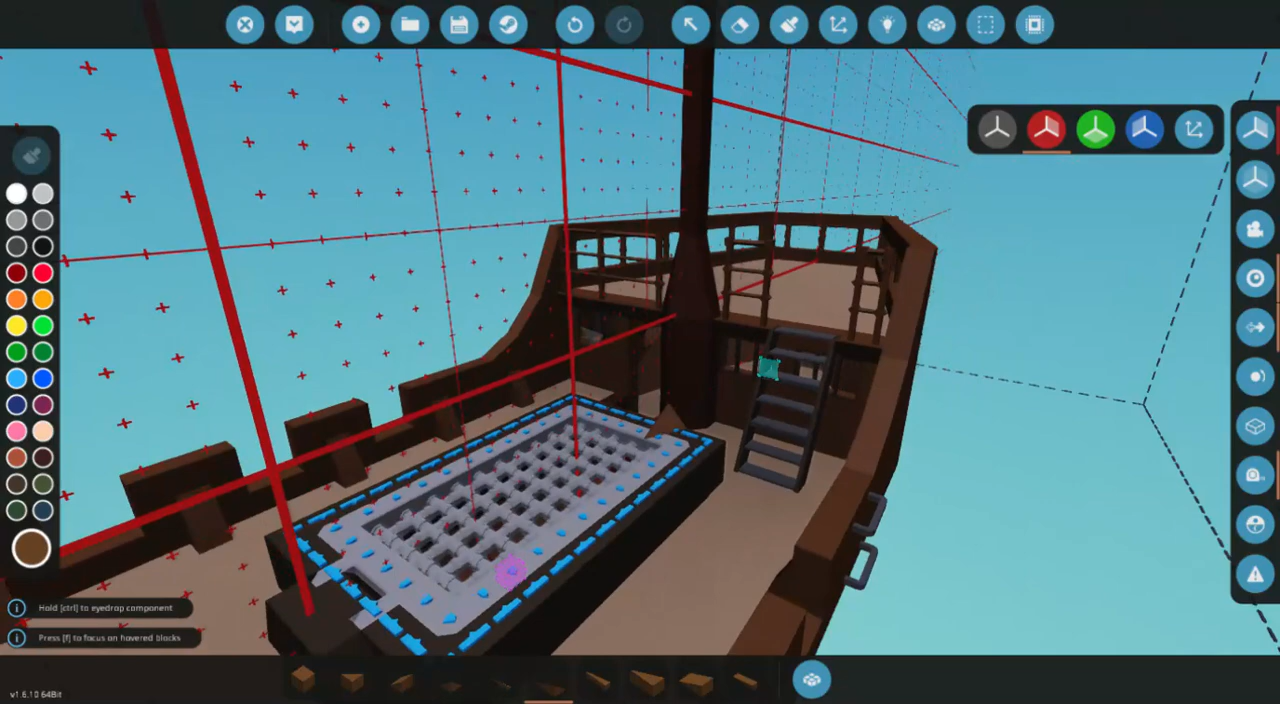 Hold [ctrl] to eyedrop component
Press [f] to focus on hovered blocks
v1.6.10 64Bit